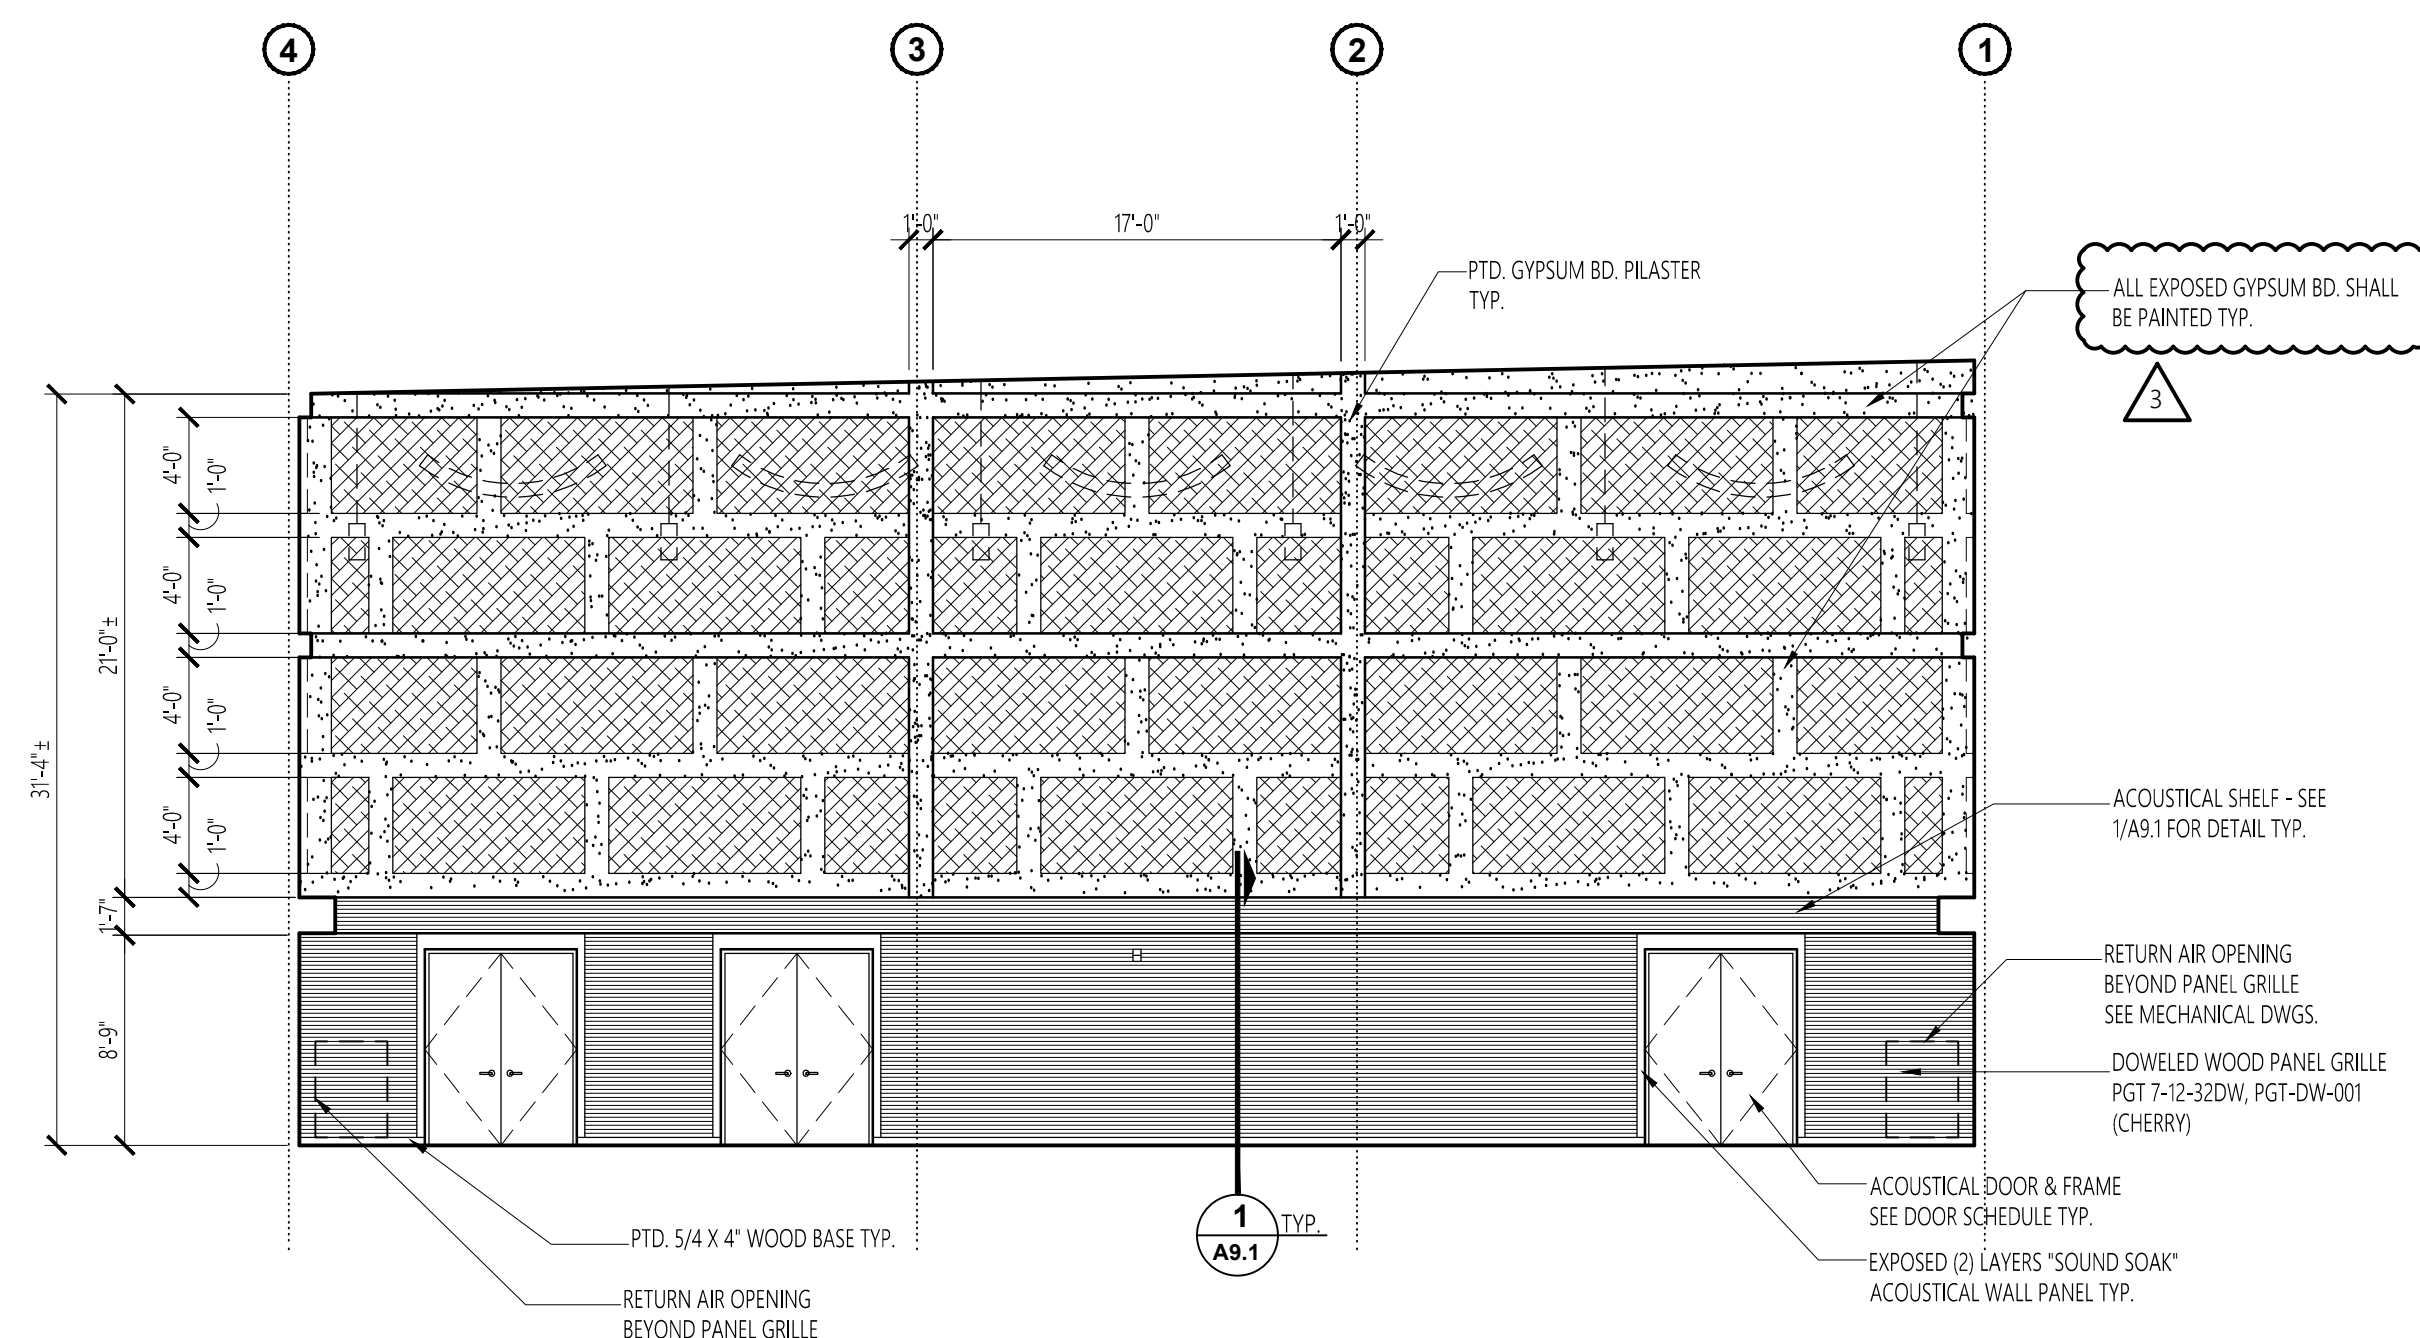 4
3
2
1
1'-0"
17'-0"
1'-0"
PTD. GYPSUM BD. PILASTER
TYP.
ALL EXPOSED GYPSUM BD. SHALL
BE PAINTED TYP.
3
4'-0"
1'-0"
4'-0"
1'-0"
21'-0"±
4'-0"
1'-0"
31'-4"±
4'-0"
1'-0"
ACOUSTICAL SHELF - SEE
1/A9.1 FOR DETAIL TYP.
1'-7"
8'-9"
RETURN AIR OPENING
BEYOND PANEL GRILLE
SEE MECHANICAL DWGS.
DOWELED WOOD PANEL GRILLE
PGT 7-12-32DW, PGT-DW-001
(CHERRY)
ACOUSTICAL DOOR & FRAME
SEE DOOR SCHEDULE TYP.
PTD. 5/4 X 4" WOOD BASE TYP.
1
TYP.
A9.1
EXPOSED (2) LAYERS "SOUND SOAK"
ACOUSTICAL WALL PANEL TYP.
RETURN AIR OPENING
BEYOND PANEL GRILLE